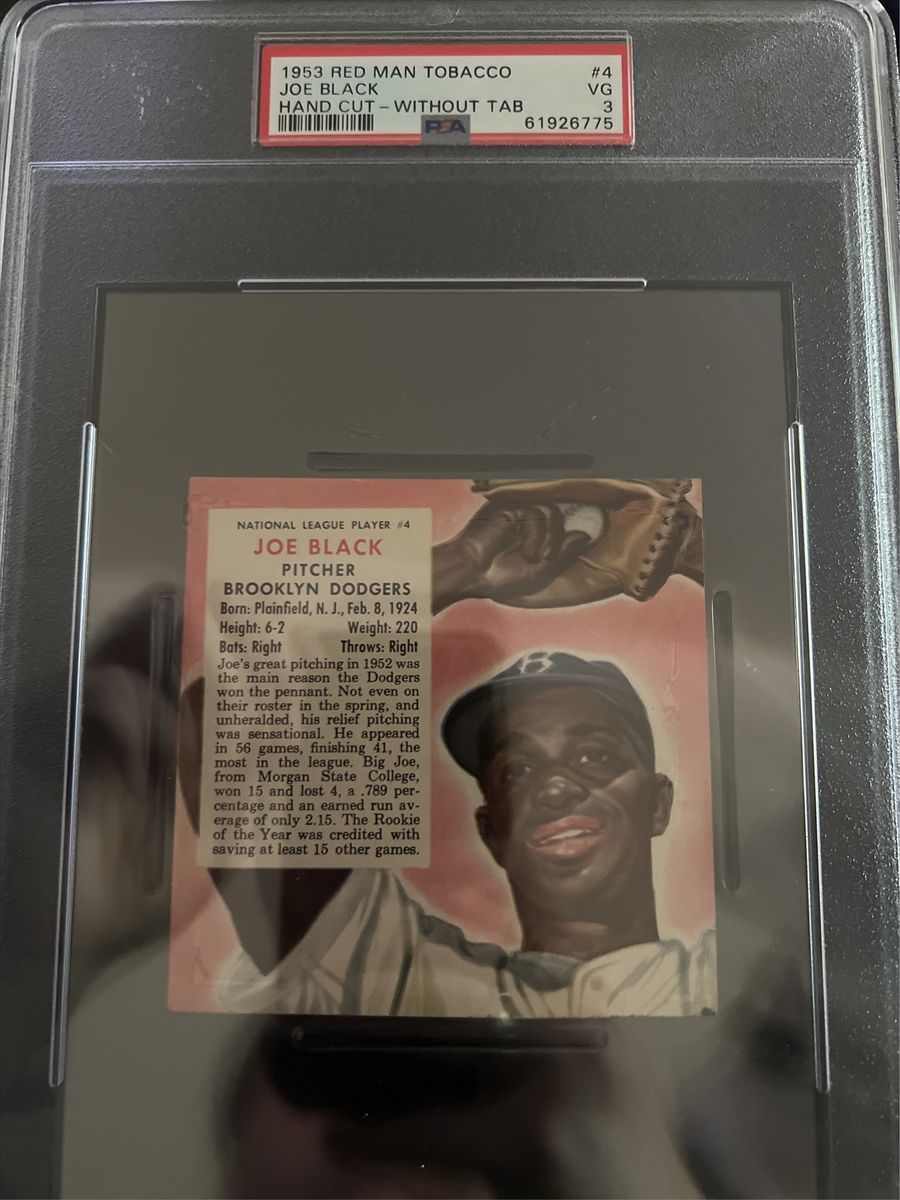 1953 RED MAN TOBACCO #4
JOE BLACK VG
HAND CUT – WITHOUT TAB 3
PSA 61926775
NATIONAL LEAGUE PLAYER #4
JOE BLACK
PITCHER
BROOKLYN DODGERS
Born: Plainfield, N. J., Feb. 8, 1924
Height: 6-2 Weight: 220
Bats: Right Throws: Right
Joe's great pitching in 1952 was
the main reason the Dodgers
won the pennant. Not even on
their roster in the spring, and
unheralded, his relief pitching
was sensational. He appeared
in 56 games, finishing 41, the
most in the league. Big Joe,
from Morgan State College,
won 15 and lost 4, a .789 per-
centage and an earned run av-
erage of only 2.15. The Rookie
of the Year was credited with
saving at least 15 other games.
B